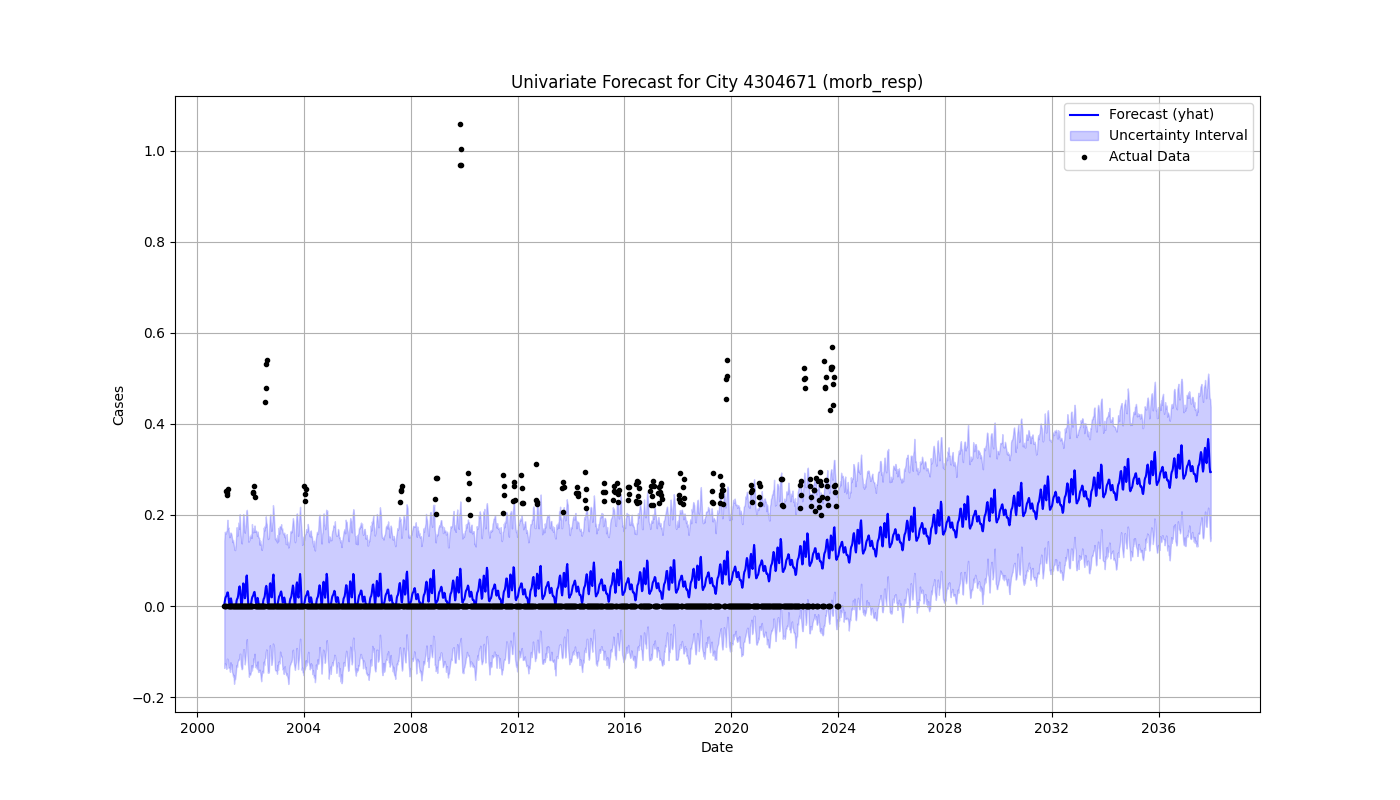 Univariate Forecast for City 4304671 (morb_resp)
Forecast (yhat)
Uncertainty Interval
Actual Data
Cases
1.0
0.8
0.6
0.4
0.2
0.0
−0.2
2000 2004 2008 2012 2016 2020 2024 2028 2032 2036
Date